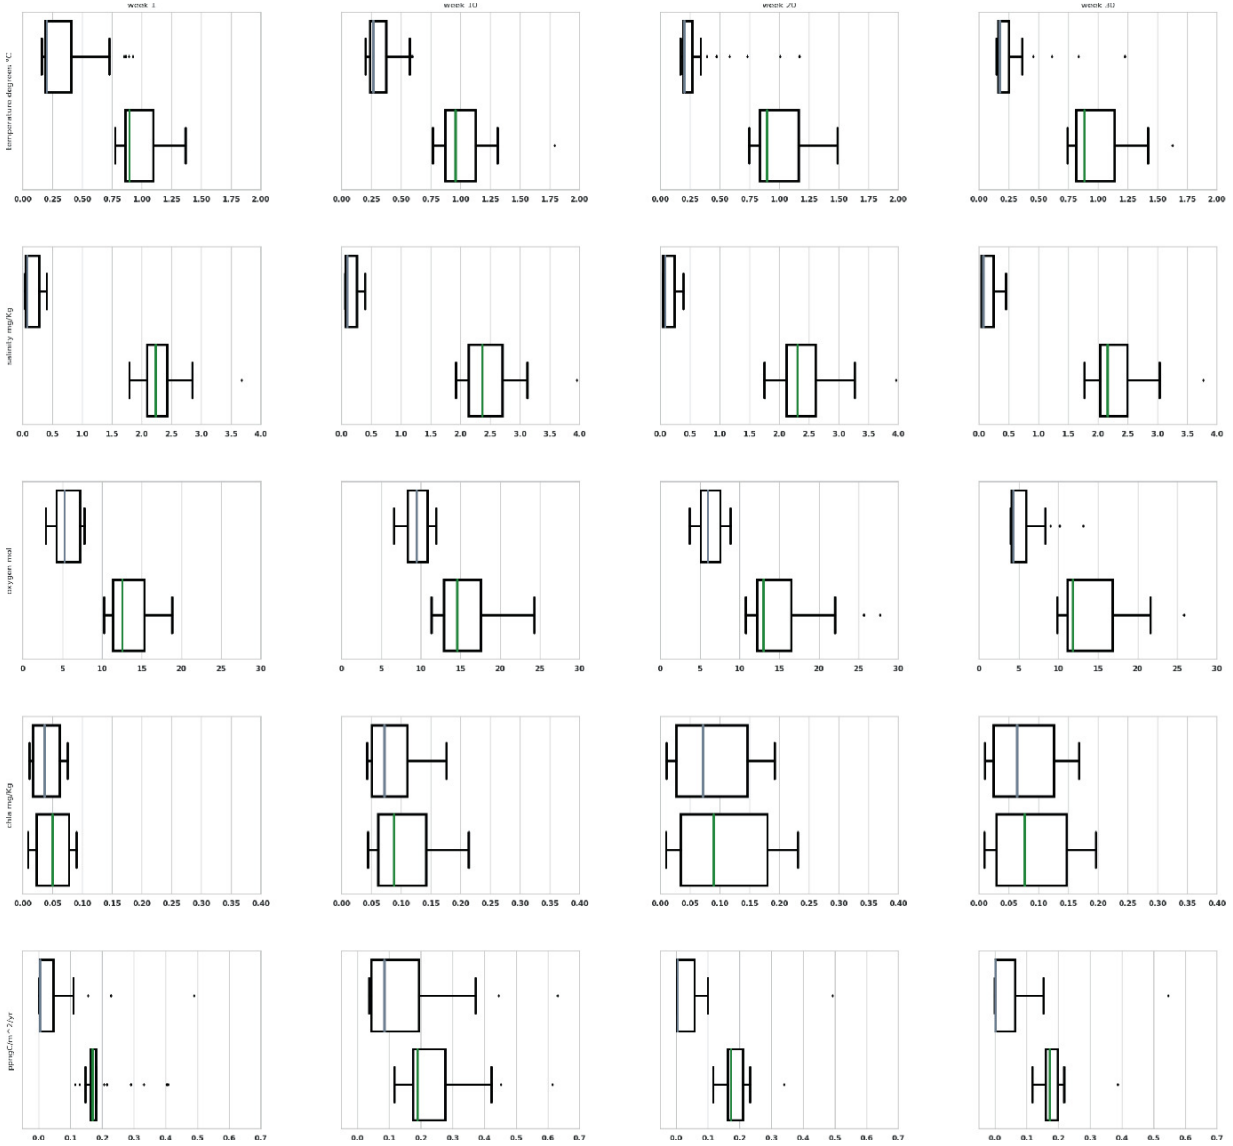 week 1 week 10 week 20 week 30
temperature degrees °C
0.00 0.25 0.50 0.75 1.00 1.25 1.50 1.75 2.00 0.00 0.25 0.50 0.75 1.00 1.25 1.50 1.75 2.00 0.00 0.25 0.50 0.75 1.00 1.25 1.50 1.75 2.00 0.00 0.25 0.50 0.75 1.00 1.25 1.50 1.75 2.00
salinity mg/Kg
0.0 0.5 1.0 1.5 2.0 2.5 3.0 4.0 0.0 0.5 1.0 1.5 2.0 2.5 3.0 4.0 0.0 0.5 1.0 1.5 2.0 2.5 3.0 4.0 0.0 0.5 1.0 1.5 2.0 2.5 3.0 4.0
oxygen mol
0 5 10 15 20 25 30 0 5 10 15 20 25 30 0 5 10 15 20 25 30 0 5 10 15 20 25 30
chla mg/Kg
0.00 0.05 0.10 0.15 0.20 0.25 0.30 0.35 0.40 0.00 0.05 0.10 0.15 0.20 0.25 0.30 0.35 0.40 0.00 0.05 0.10 0.15 0.20 0.25 0.30 0.35 0.40 0.00 0.05 0.10 0.15 0.20 0.25 0.30 0.35 0.40
ppmgC/m^2/yr
0.0 0.1 0.2 0.3 0.4 0.5 0.6 0.7 0.0 0.1 0.2 0.3 0.4 0.5 0.6 0.7 0.0 0.1 0.2 0.3 0.4 0.5 0.6 0.7 0.0 0.1 0.2 0.3 0.4 0.5 0.6 0.7